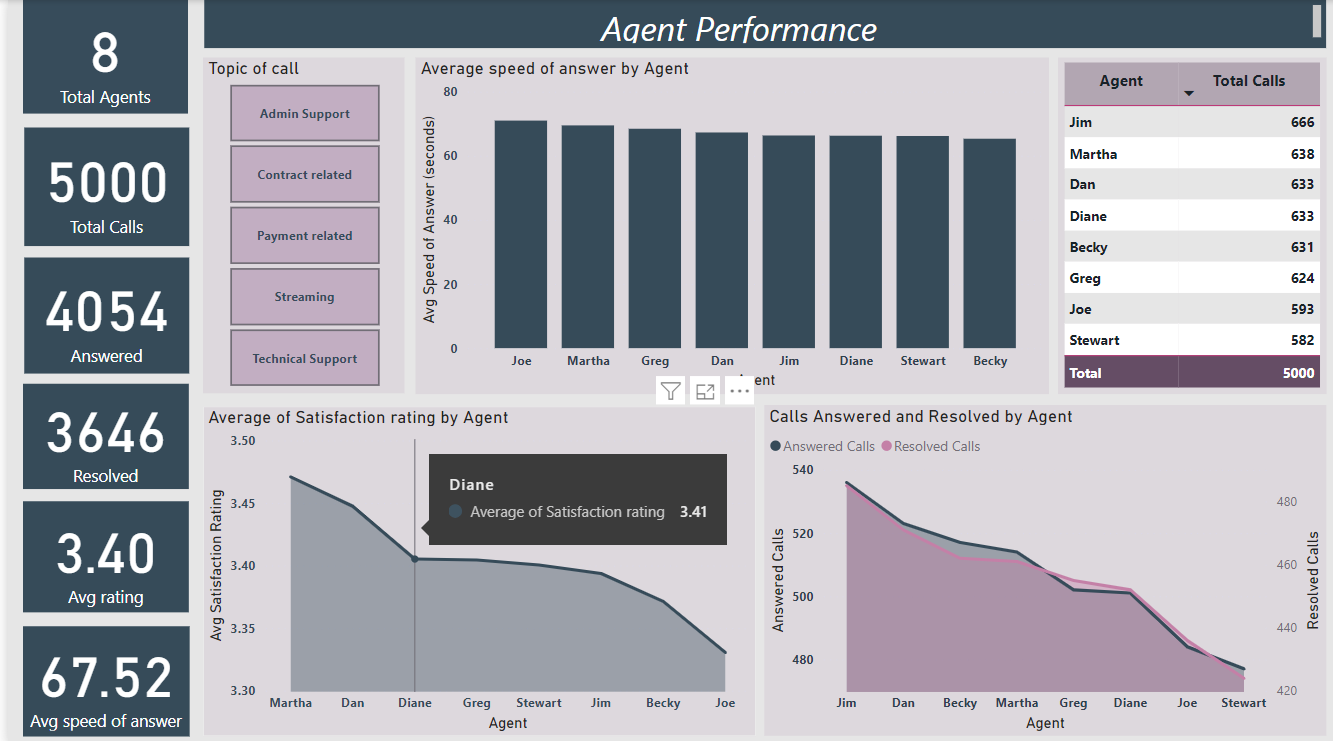 Agent Performance
8
Total Agents
5000
Total Calls
4054
Answered
3646
Resolved
3.40
Avg rating
67.52
Avg speed of answer
Topic of call
Admin Support
Contract related
Payment related
Streaming
Technical Support
Average speed of answer by Agent
Avg Speed of Answer (seconds)
80
60
40
20
0
Joe Martha Greg Dan Jim Diane Stewart Becky
ent
Agent Total Calls
Jim 666
Martha 638
Dan 633
Diane 633
Becky 631
Greg 624
Joe 593
Stewart 582
Total 5000
Average of Satisfaction rating by Agent
Avg Satisfaction Rating
3.50
3.45
3.40
3.35
3.30
Diane
Average of Satisfaction rating 3.41
Martha Dan Diane Greg Stewart Jim Becky Joe
Agent
Calls Answered and Resolved by Agent
Answered Calls Resolved Calls
Answered Calls
540
520
500
480
480
460
440
420
Resolved Calls
Jim Dan Becky Martha Greg Diane Joe Stewart
Agent